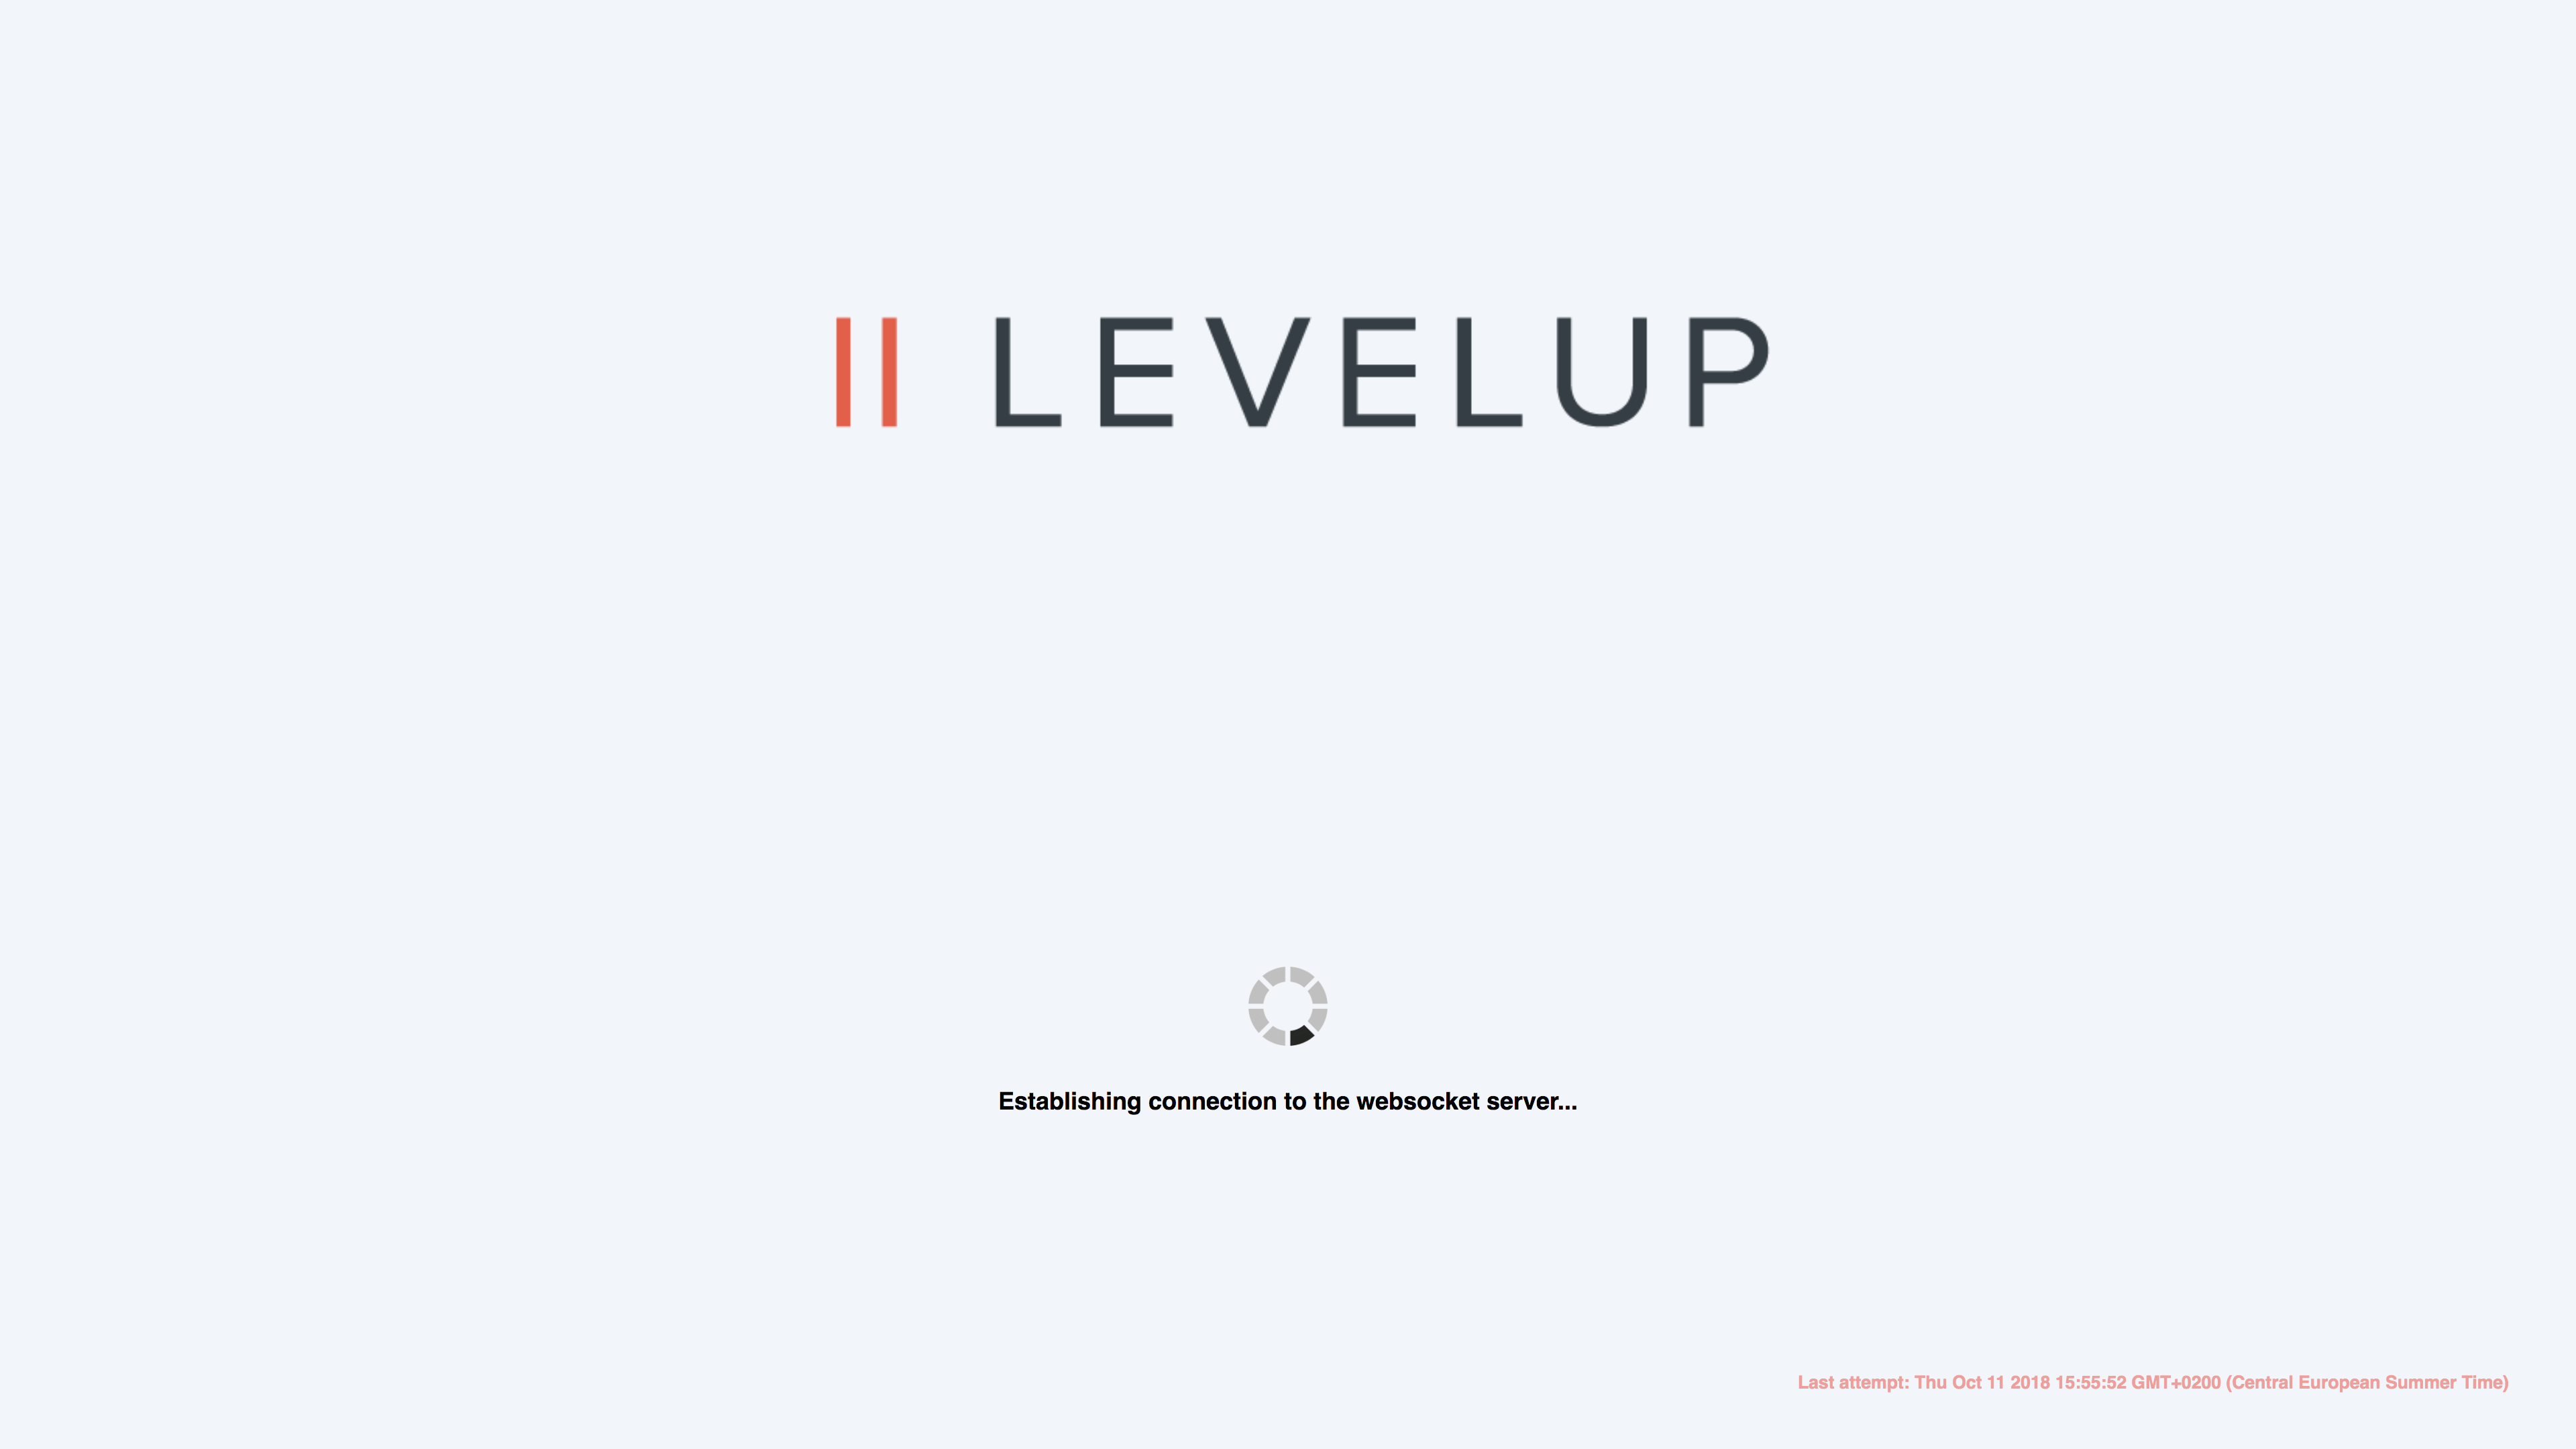 II LEVELUP
Establishing connection to the websocket server...
Last attempt: Thu Oct 11 2018 15:55:52 GMT+0200 (Central European Summer Time)